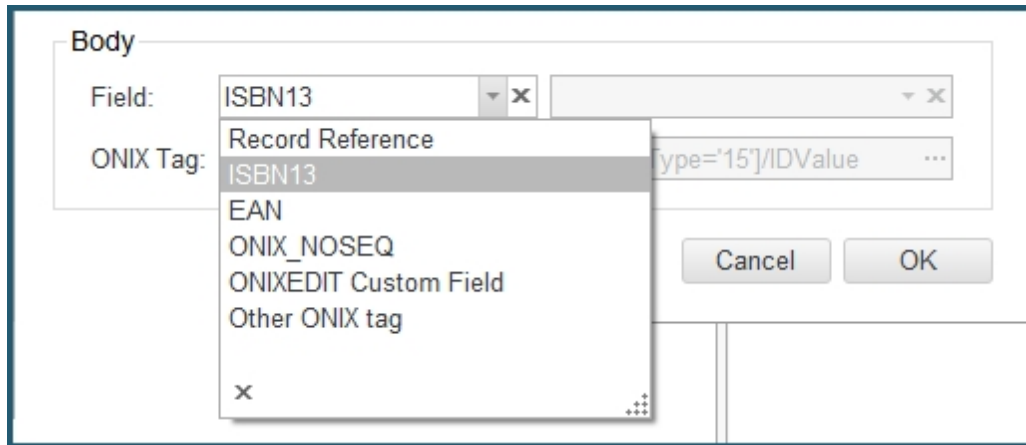 Body
Field: ISBN13
Record Reference
ONIX Tag: Type='15']/IDValue ...
ISBN13
EAN
ONIX_NOSEQ
Cancel OK
ONIXEDIT Custom Field
Other ONIX tag